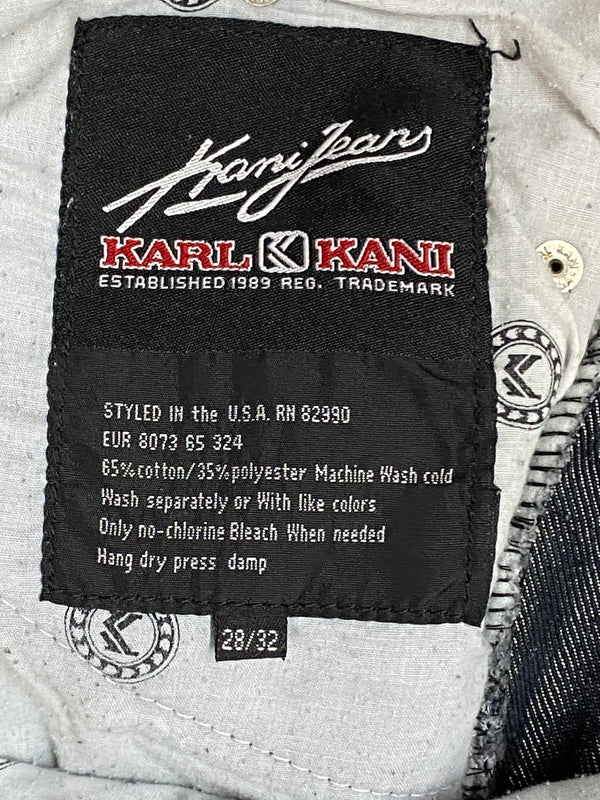 Kani Jeans
KARL K KANI
ESTABLISHED 1989 REG. TRADEMARK
STYLED IN the U.S.A. RN 82990
EUR 8073 65 324
65%cotton/35%polyester Machine Wash cold
Wash separately or With like colors
Only no-chlorine Bleach When needed
Hang dry press damp
28/32